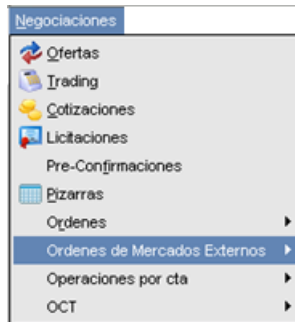 Negociaciones
Ofertas
Trading
Cotizaciones
Licitaciones
Pre-Confirmaciones
Pizarras
Ordenes
Ordenes de Mercados Externos
Operaciones por cta
OCT